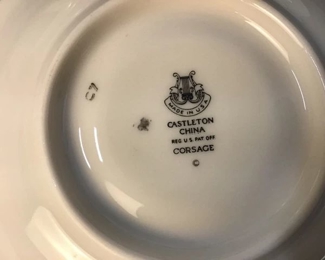 MADE IN U.S.A.
CASTLETON
CHINA
REG U.S. PAT OFF
CORSAGE
©